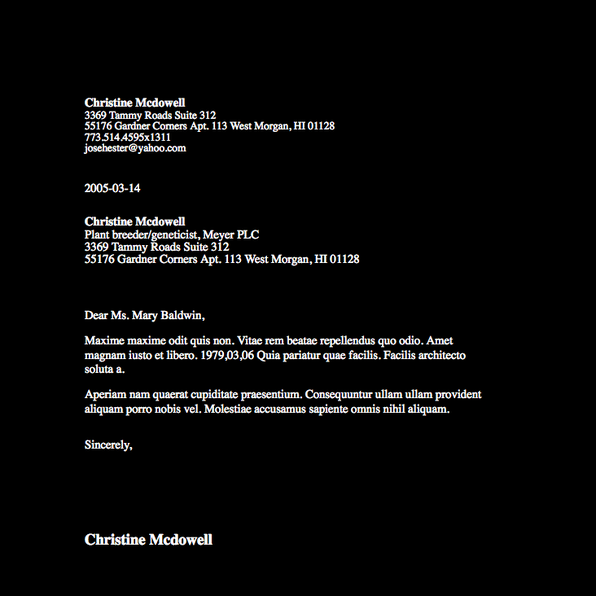 Christine Mcdowell
3369 Tammy Roads Suite 312
55176 Gardner Corners Apt. 113 West Morgan, HI 01128
773.514.4595x1311
josehester@yahoo.com
2005-03-14
Christine Mcdowell
Plant breeder/geneticist, Meyer PLC
3369 Tammy Roads Suite 312
55176 Gardner Corners Apt. 113 West Morgan, HI 01128
Dear Ms. Mary Baldwin,
Maxime maxime odit quis non. Vitae rem beatae repellendus quo odio. Amet
magnam iusto et libero. 1979,03,06 Quia pariatur quae facilis. Facilis architecto
soluta a.
Aperiam nam quaerat cupiditate praesentium. Consequuntur ullam ullam provident
aliquam porro nobis vel. Molestiae accusamus sapiente omnis nihil aliquam.
Sincerely,
Christine Mcdowell